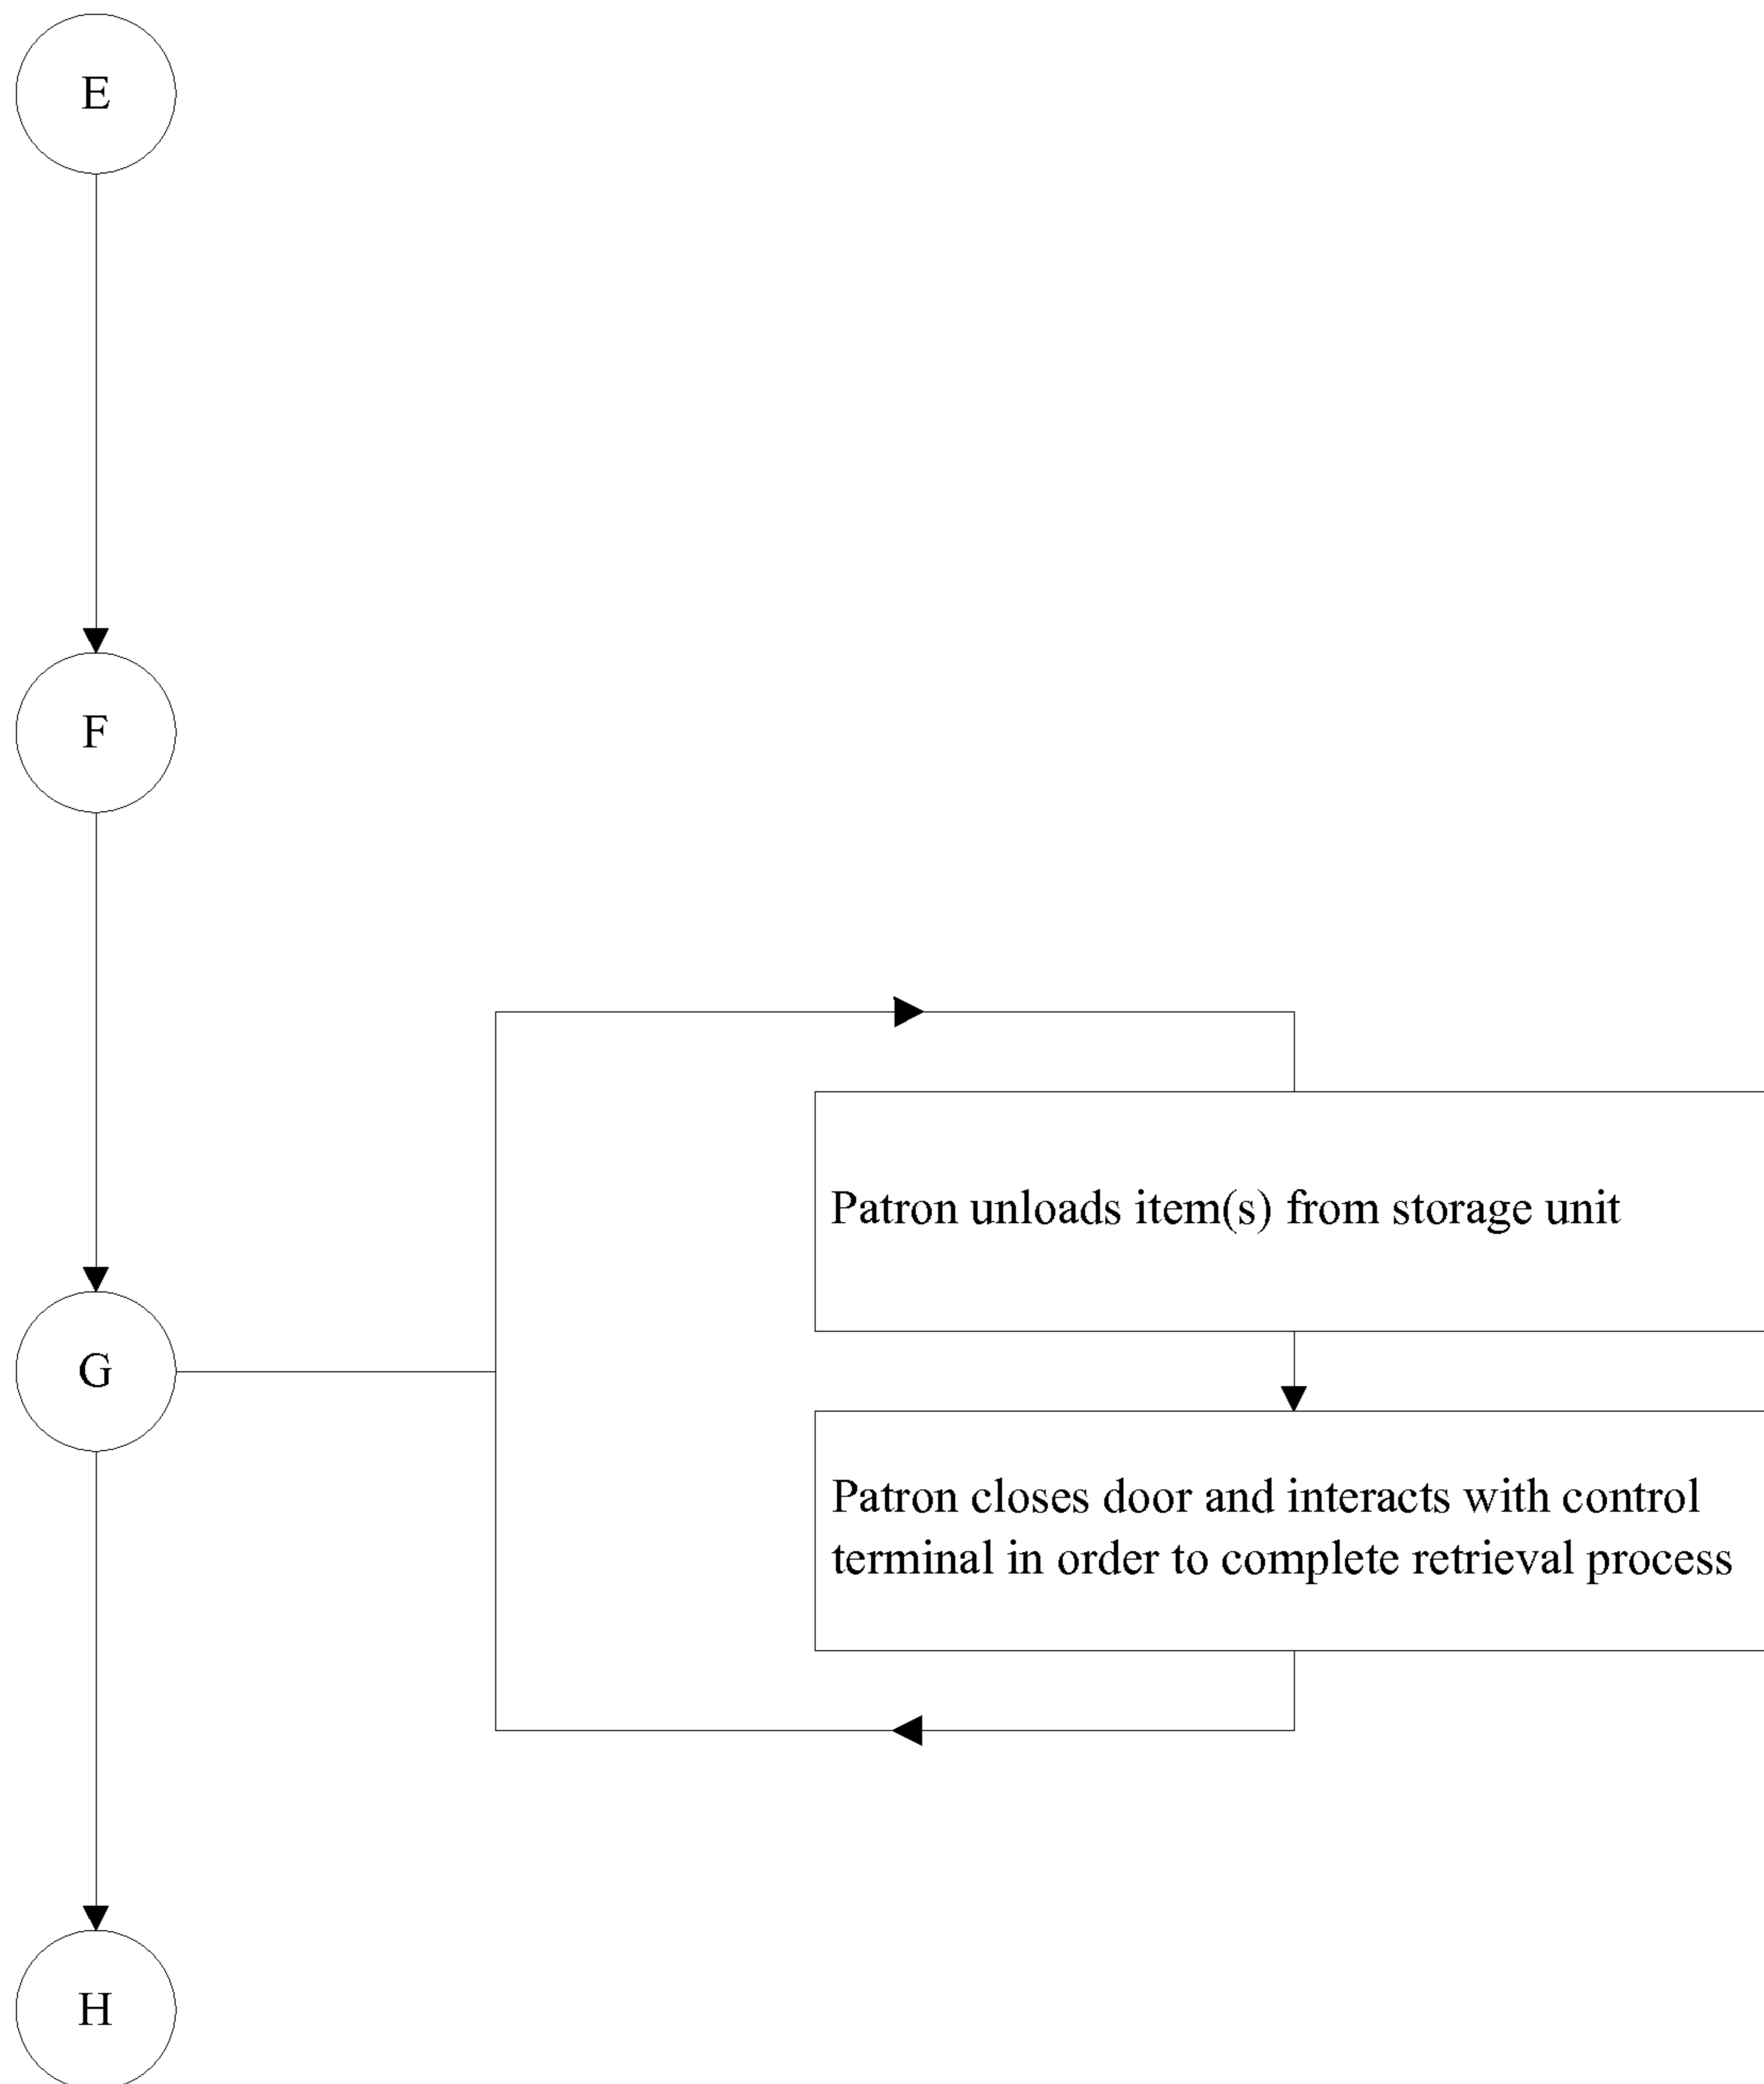 E
F
Patron unloads item(s) from storage unit
G
Patron closes door and interacts with control
terminal in order to complete retrieval process
H